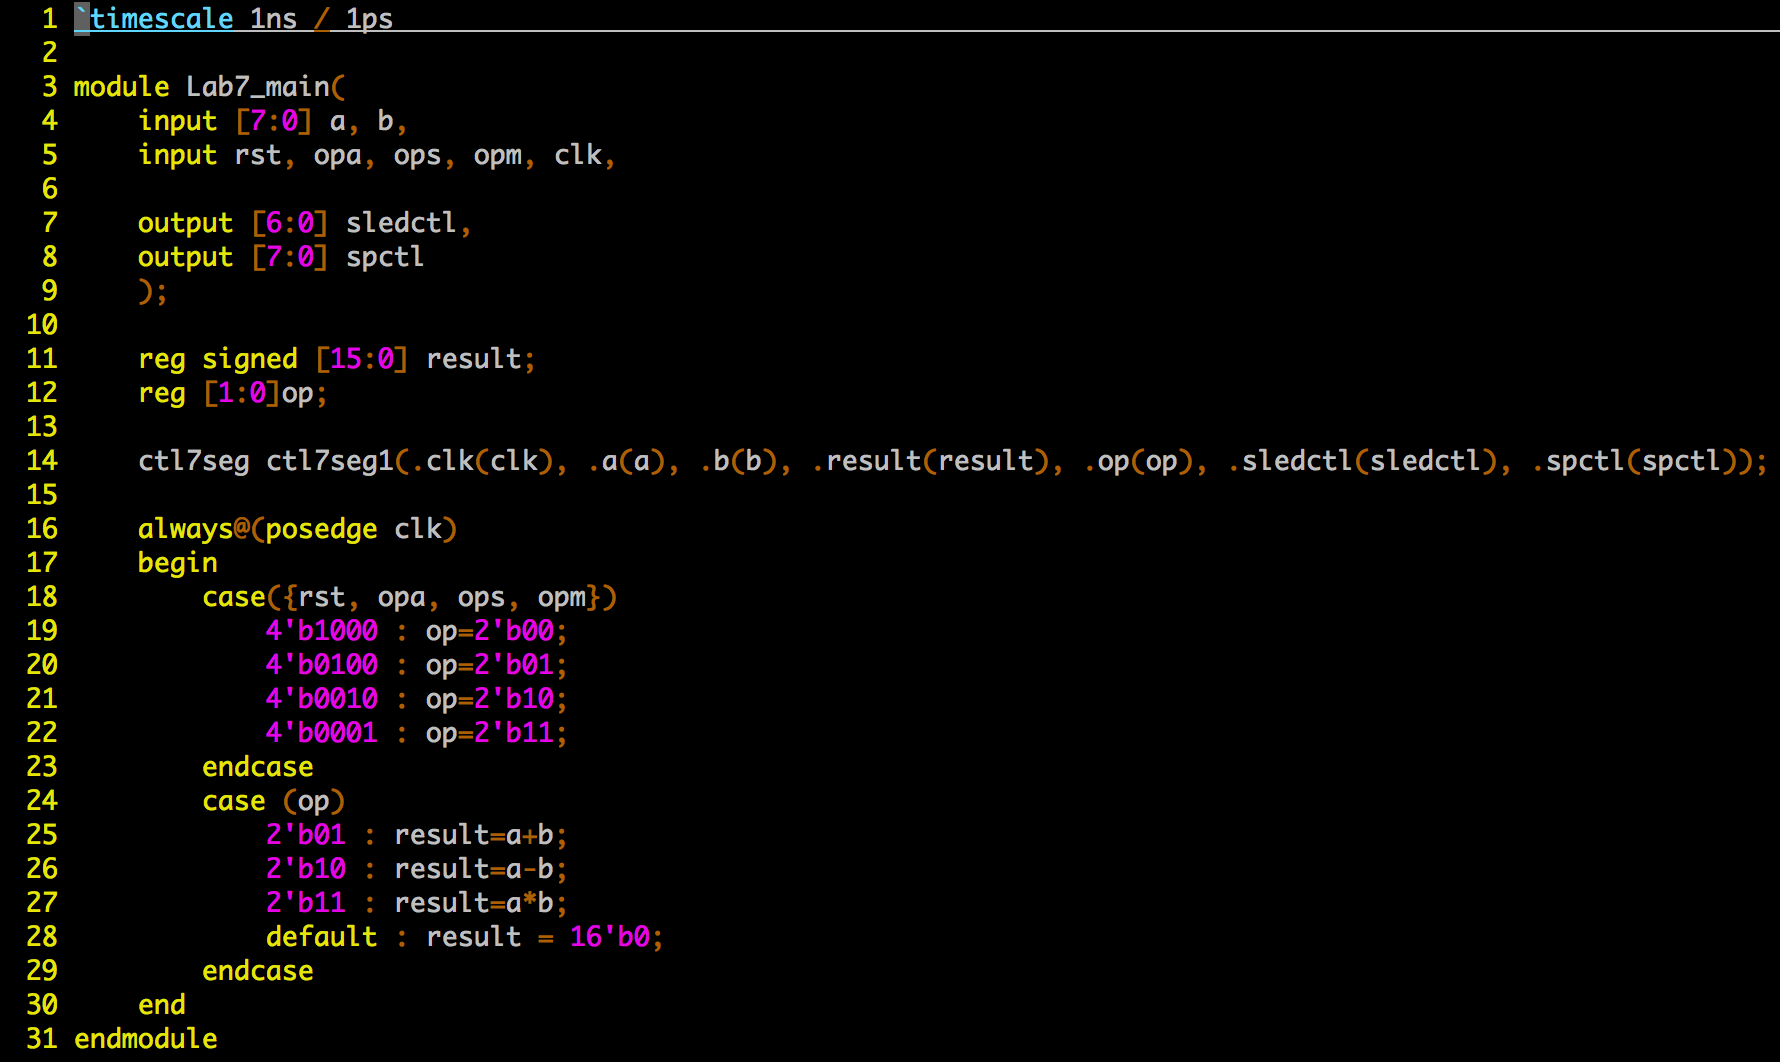 1 `timescale 1ns / 1ps
2
3 module Lab7_main(
4     input [7:0] a, b,
5     input rst, opa, ops, opm, clk,
6
7     output [6:0] sledctl,
8     output [7:0] spctl
9     );
10
11     reg signed [15:0] result;
12     reg [1:0]op;
13
14     ctl7seg ctl7seg1(.clk(clk), .a(a), .b(b), .result(result), .op(op), .sledctl(sledctl), .spctl(spctl));
15
16     always@(posedge clk)
17     begin
18         case({rst, opa, ops, opm})
19             4'b1000 : op=2'b00;
20             4'b0100 : op=2'b01;
21             4'b0010 : op=2'b10;
22             4'b0001 : op=2'b11;
23         endcase
24         case (op)
25             2'b01 : result=a+b;
26             2'b10 : result=a-b;
27             2'b11 : result=a*b;
28             default : result = 16'b0;
29         endcase
30     end
31 endmodule